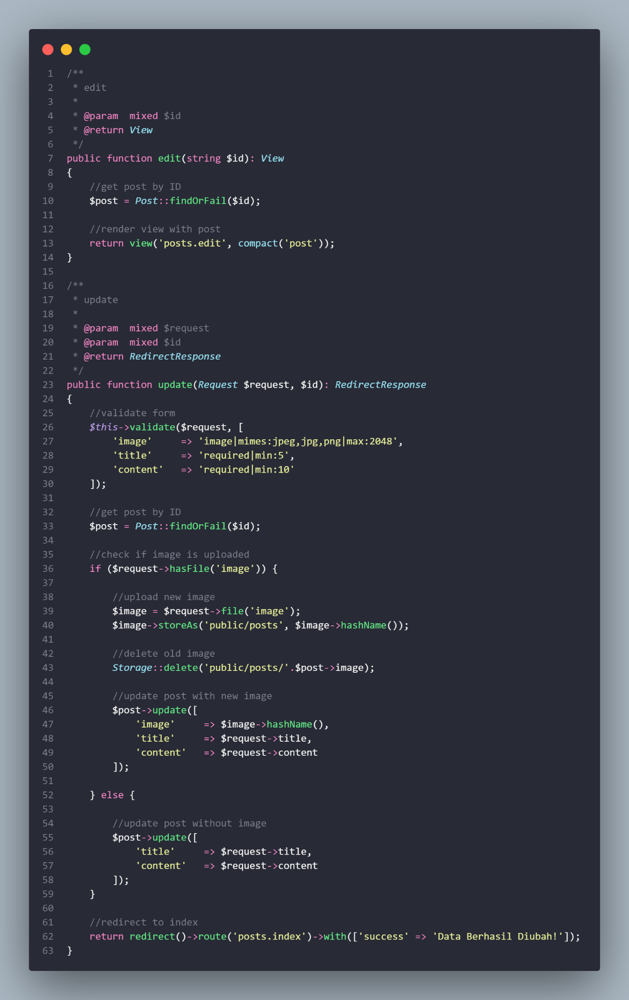 1 /**
2  * edit
3  *
4  * @param  mixed $id
5  * @return View
6  */
7 public function edit(string $id): View
8 {
9     //get post by ID
10     $post = Post::findOrFail($id);
11
12     //render view with post
13     return view('posts.edit', compact('post'));
14 }
15
16 /**
17  * update
18  *
19  * @param  mixed $request
20  * @param  mixed $id
21  * @return RedirectResponse
22  */
23 public function update(Request $request, $id): RedirectResponse
24 {
25     //validate form
26     $this->validate($request, [
27         'image'     => 'image|mimes:jpeg,jpg,png|max:2048',
28         'title'     => 'required|min:5',
29         'content'   => 'required|min:10'
30     ]);
31
32     //get post by ID
33     $post = Post::findOrFail($id);
34
35     //check if image is uploaded
36     if ($request->hasFile('image')) {
37
38         //upload new image
39         $image = $request->file('image');
40         $image->storeAs('public/posts', $image->hashName());
41
42         //delete old image
43         Storage::delete('public/posts/'.$post->image);
44
45         //update post with new image
46         $post->update([
47             'image'     => $image->hashName(),
48             'title'     => $request->title,
49             'content'   => $request->content
50         ]);
51
52     } else {
53
54         //update post without image
55         $post->update([
56             'title'     => $request->title,
57             'content'   => $request->content
58         ]);
59     }
60
61     //redirect to index
62     return redirect()->route('posts.index')->with(['success' => 'Data Berhasil Diubah!']);
63 }